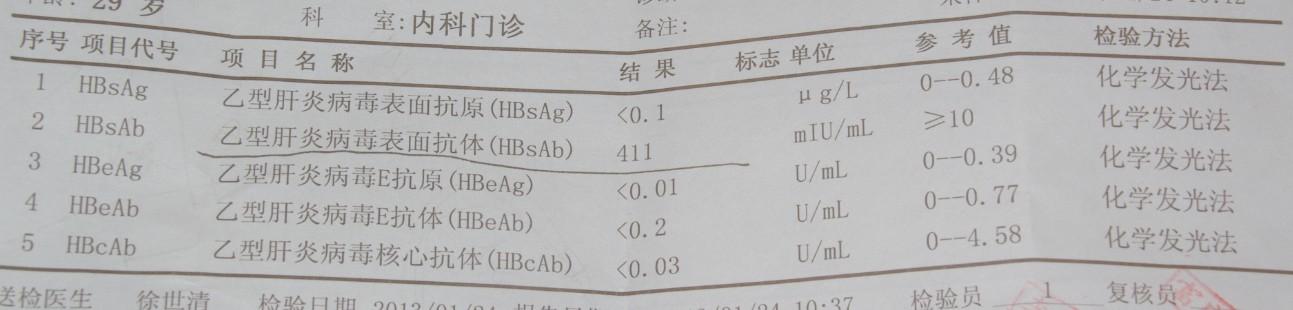 29 岁
科 室:内科门诊 备注:
序号 项目代号 项 目 名 称 结 果 标志 单位 参 考 值 检验方法
1 HBsAg 乙型肝炎病毒表面抗原(HBsAg) <0.1 μg/L 0--0.48 化学发光法
2 HBsAb 乙型肝炎病毒表面抗体(HBsAb) 411 mIU/mL ≥10 化学发光法
3 HBeAg 乙型肝炎病毒E抗原(HBeAg) <0.01 U/mL 0--0.39 化学发光法
4 HBeAb 乙型肝炎病毒E抗体(HBeAb) <0.2 U/mL 0--0.77 化学发光法
5 HBcAb 乙型肝炎病毒核心抗体(HBcAb) <0.03 U/mL 0--4.58 化学发光法
送检医生 徐世清 检验日期 2013/01/24 10:37 检验员 1 复核员